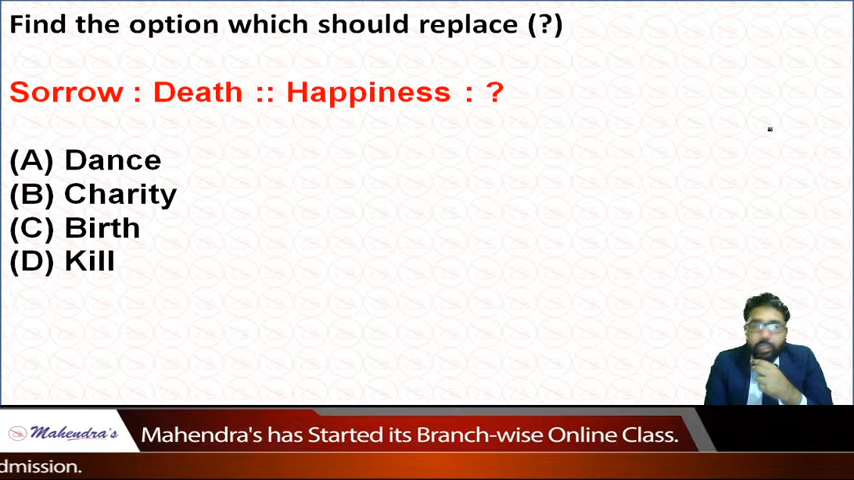 Find the option which should replace (?)
Sorrow : Death :: Happiness : ?
(A) Dance
(B) Charity
(C) Birth
(D) Kill
Mahendra's
Mahendra's has Started its Branch-wise Online Class.
dmission.